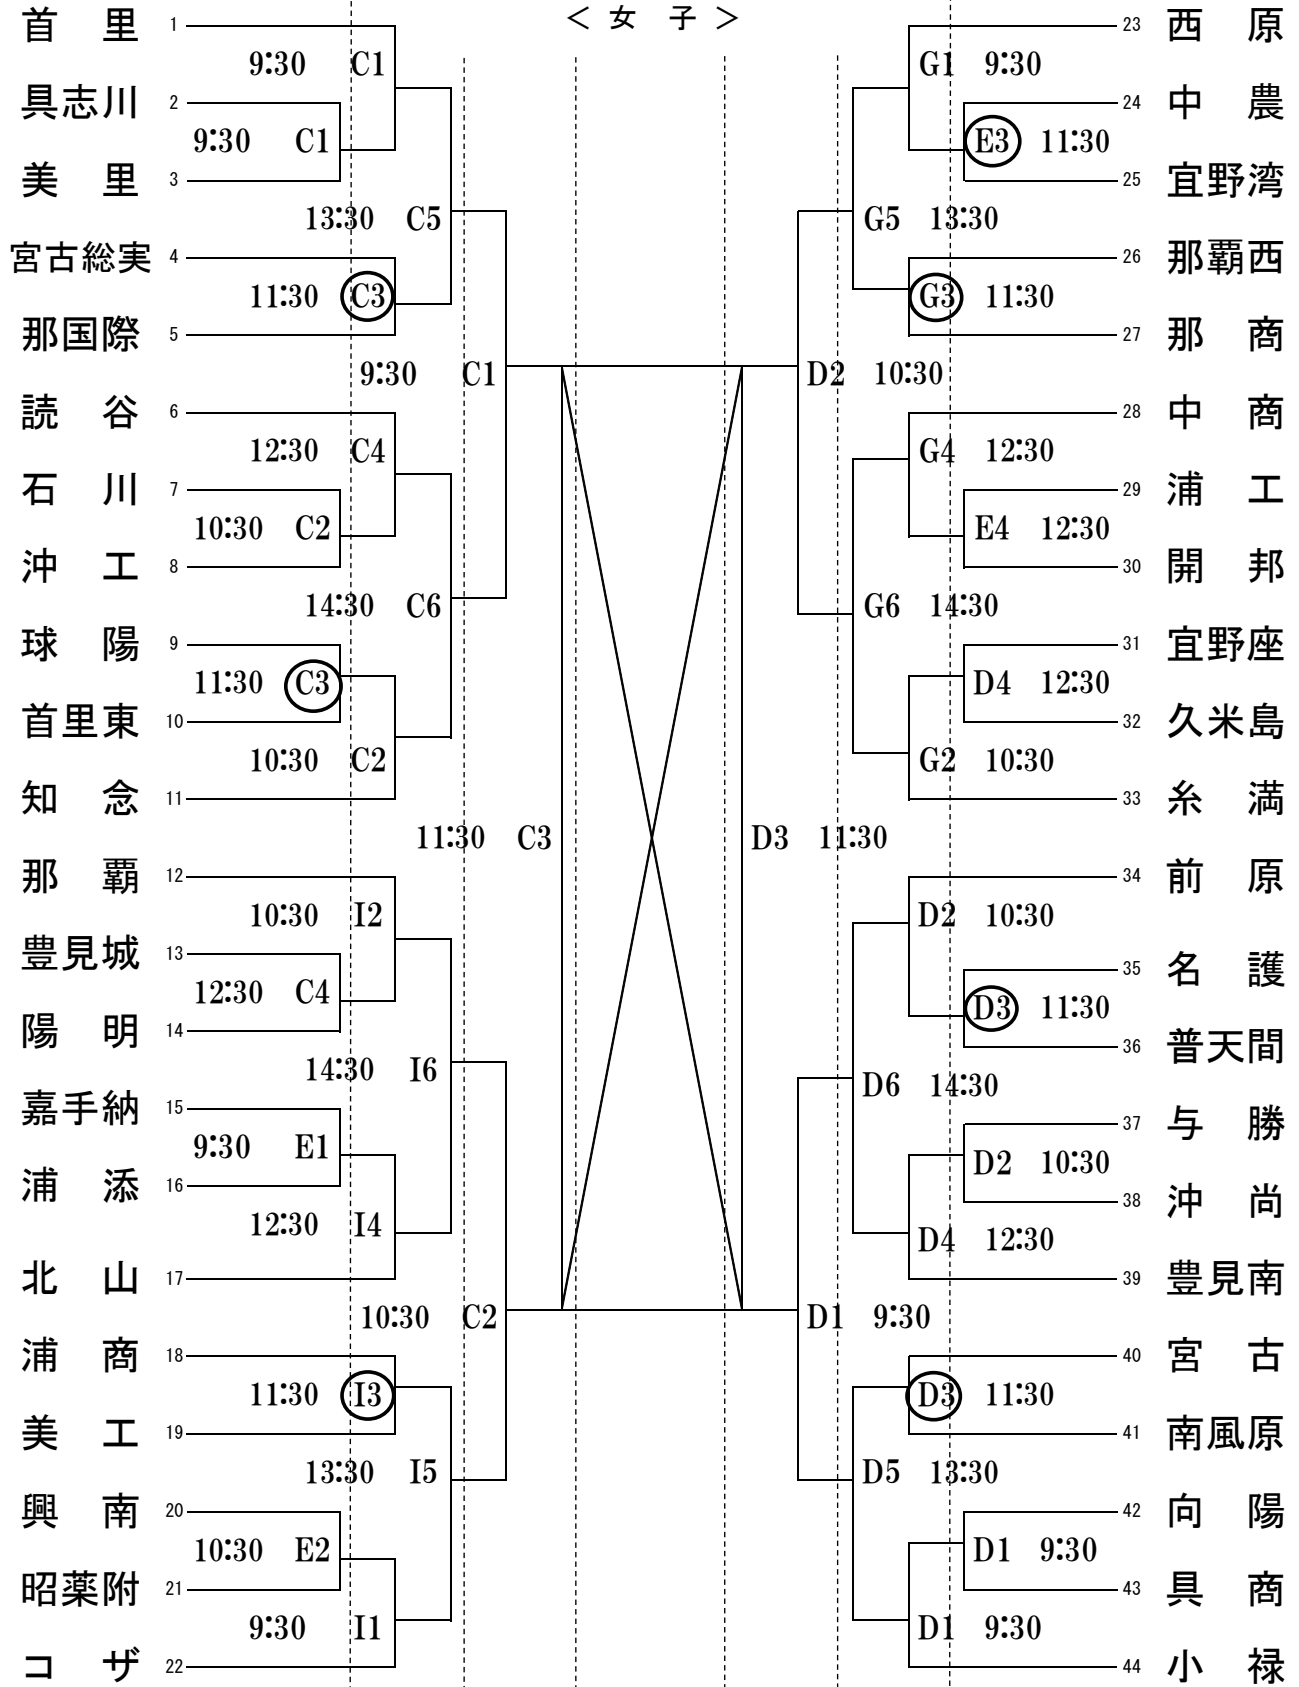 ＜ 女 子 ＞
首 里 1
9:30 C1
具志川 2
9:30 C1
美 里 3
13:30 C5
宮古総実 4
11:30 C3
那国際 5
9:30 C1
読 谷 6
12:30 C4
石 川 7
10:30 C2
沖 工 8
14:30 C6
球 陽 9
11:30 C3
首里東 10
10:30 C2
知 念 11
11:30 C3
那 覇 12
10:30 I2
豊見城 13
12:30 C4
陽 明 14
14:30 I6
嘉手納 15
9:30 E1
浦 添 16
12:30 I4
北 山 17
10:30 C2
浦 商 18
11:30 I3
美 工 19
13:30 I5
興 南 20
10:30 E2
昭薬附 21
9:30 I1
コ ザ 22
23 西 原
G1 9:30
24 中 農
E3 11:30
25 宜野湾
G5 13:30
26 那覇西
G3 11:30
27 那 商
D2 10:30
28 中 商
G4 12:30
29 浦 工
E4 12:30
30 開 邦
G6 14:30
31 宜野座
D4 12:30
32 久米島
G2 10:30
33 糸 満
D3 11:30
34 前 原
D2 10:30
35 名 護
D3 11:30
36 普天間
D6 14:30
37 与 勝
D2 10:30
38 沖 尚
D4 12:30
39 豊見南
D1 9:30
40 宮 古
D3 11:30
41 南風原
D5 13:30
42 向 陽
D1 9:30
43 具 商
D1 9:30
44 小 禄